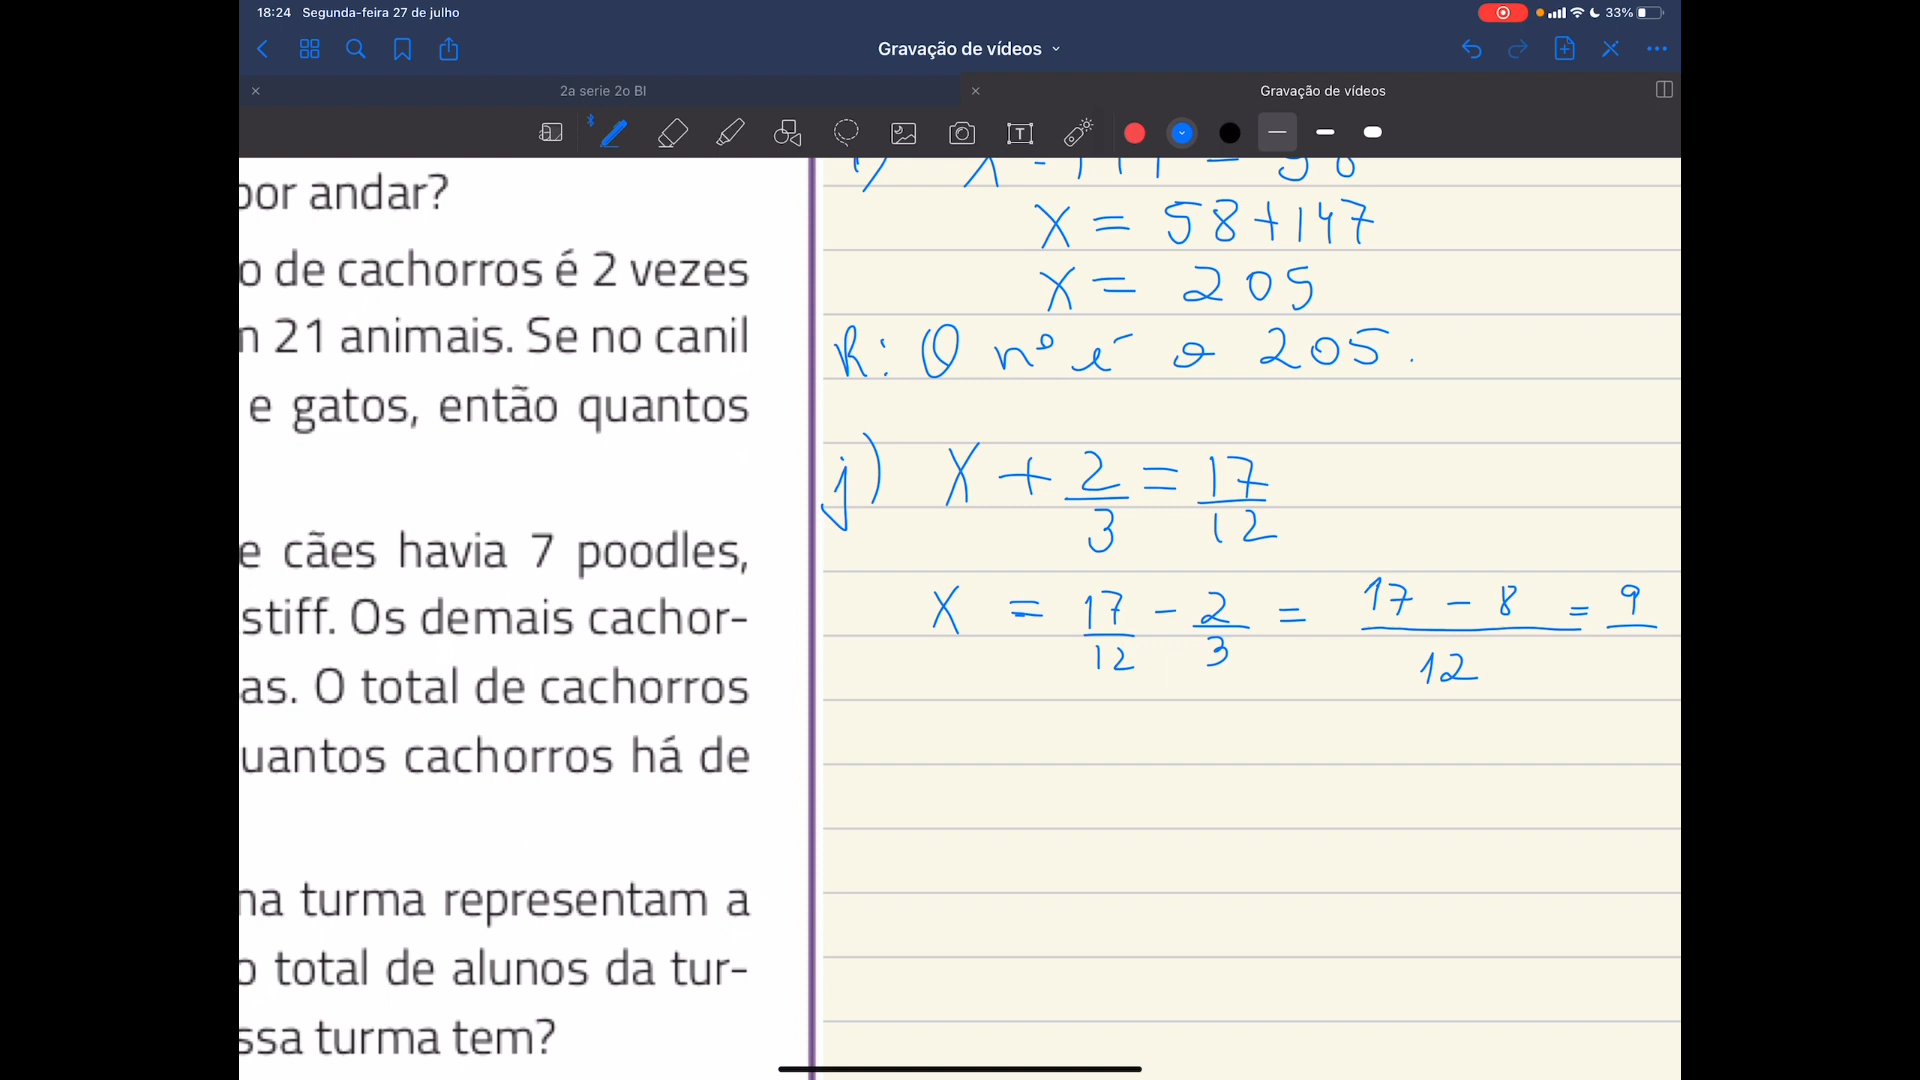 18:24 Segunda-feira 27 de julho
33%
Gravação de vídeos
2a serie 2o BI
Gravação de vídeos
T
por andar?
o de cachorros é 2 vezes
21 animais. Se no canil
e gatos, então quantos
e cães havia 7 poodles,
stiff. Os demais cachor-
as. O total de cachorros
uantos cachorros há de
na turma representam a
o total de alunos da tur-
ssa turma tem?
X = 58+147
X = 205
R: O nº é o 205.
j) X + 2/3 = 17/12
X = 17/12 - 2/3 = 17 - 8/12 = 9